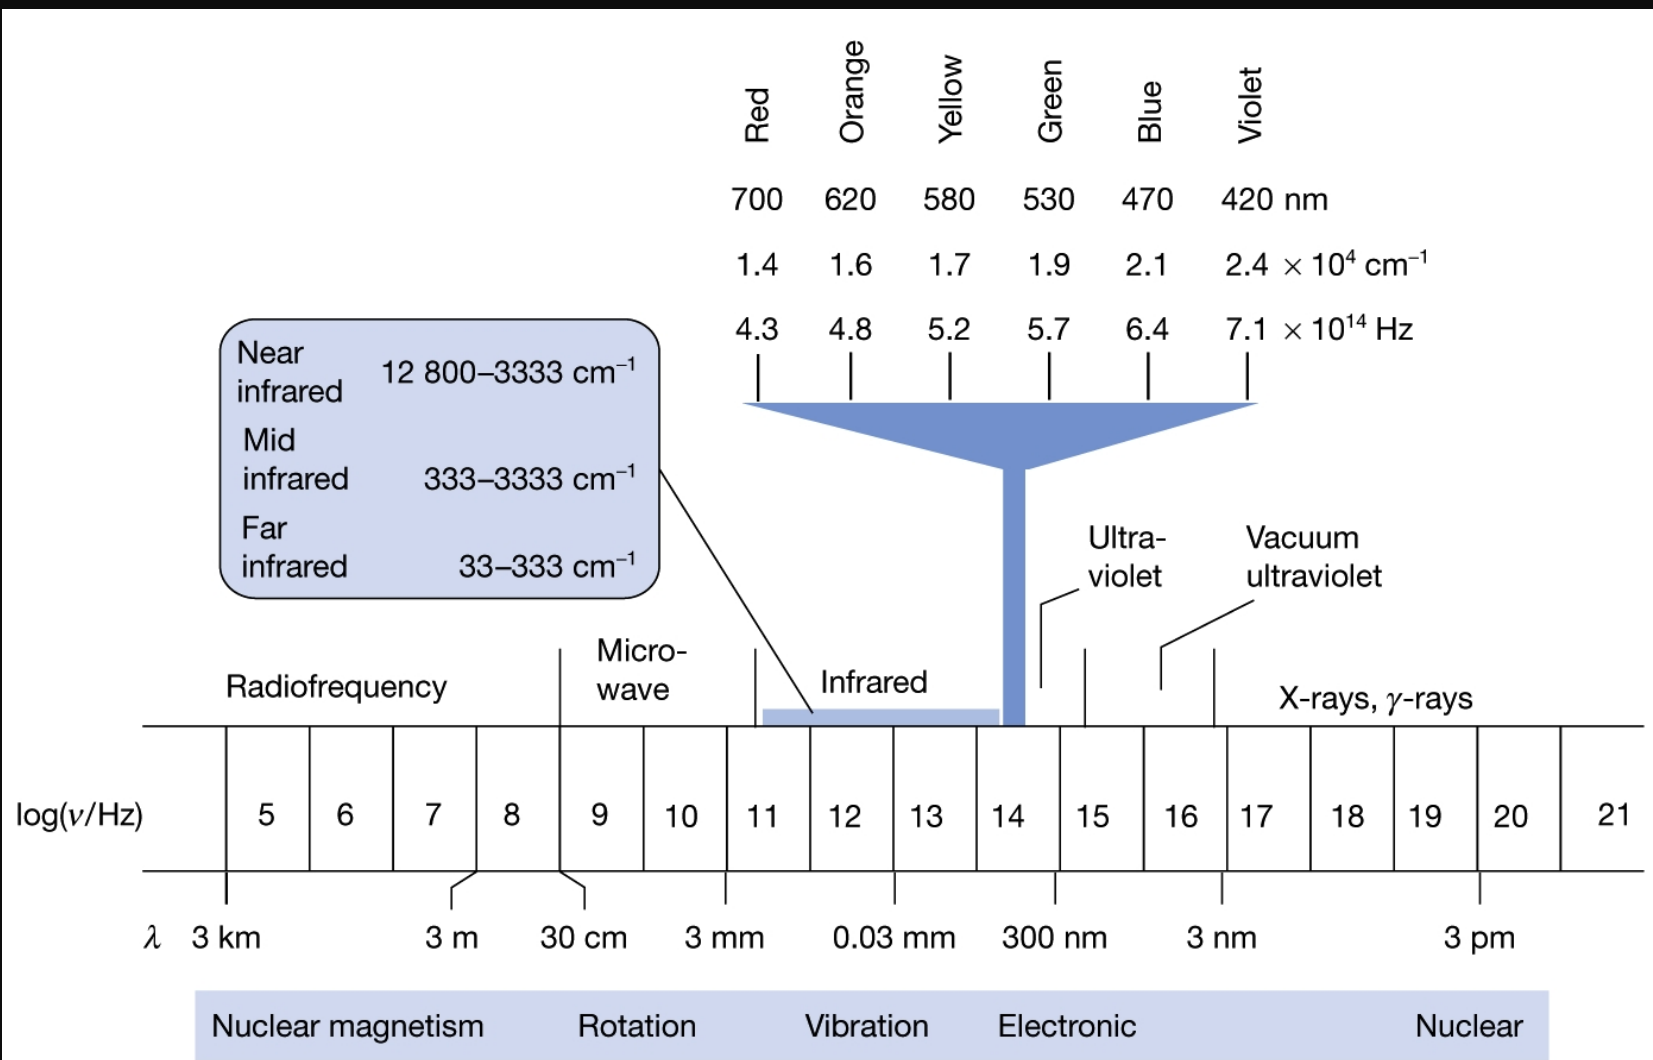 Red Orange Yellow Green Blue Violet
700 620 580 530 470 420 nm
1.4 1.6 1.7 1.9 2.1 2.4 × 10⁴ cm⁻¹
4.3 4.8 5.2 5.7 6.4 7.1 × 10¹⁴ Hz
Near
infrared 12 800–3333 cm⁻¹
Mid
infrared 333–3333 cm⁻¹
Far
infrared 33–333 cm⁻¹
Ultra-
violet
Vacuum
ultraviolet
Radiofrequency
Micro-
wave
Infrared
X-rays, γ-rays
log(ν/Hz) 5 6 7 8 9 10 11 12 13 14 15 16 17 18 19 20 21
λ 3 km 3 m 30 cm 3 mm 0.03 mm 300 nm 3 nm 3 pm
Nuclear magnetism Rotation Vibration Electronic Nuclear